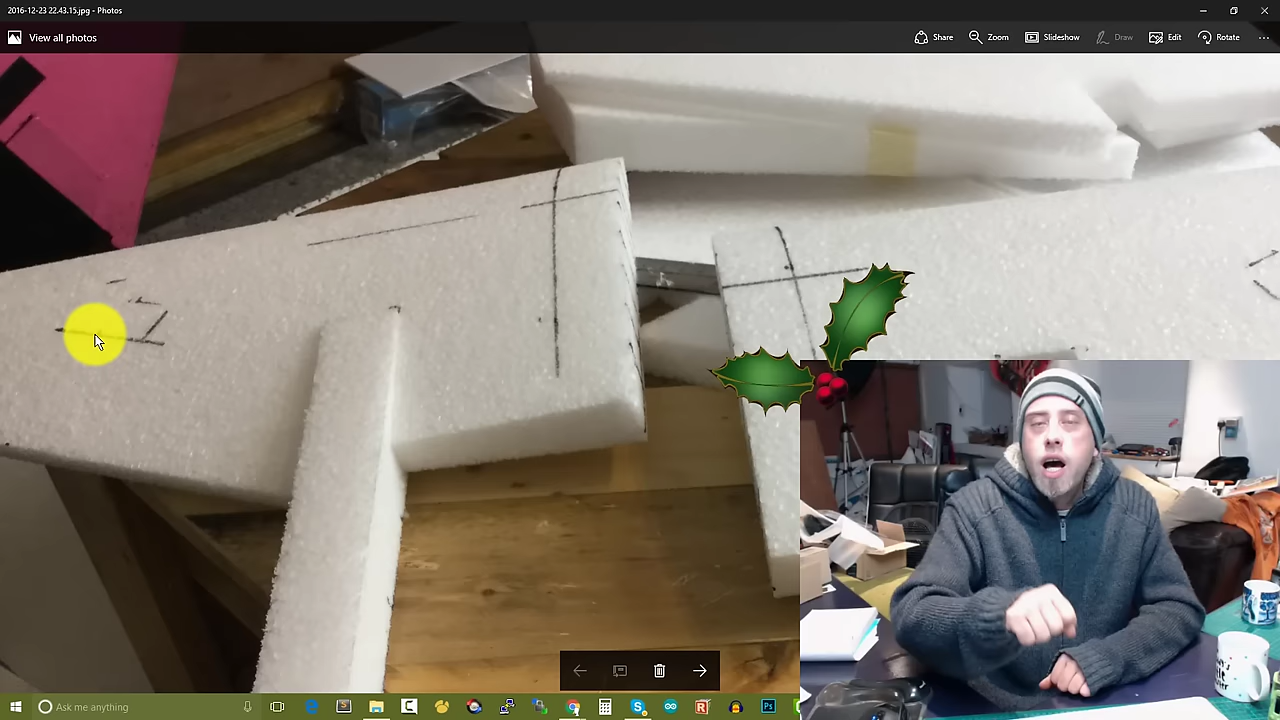 2016-12-23 22.43.15.jpg - Photos
View all photos
Share
Zoom
Slideshow
Draw
Edit
Rotate
Ask me anything
Ps